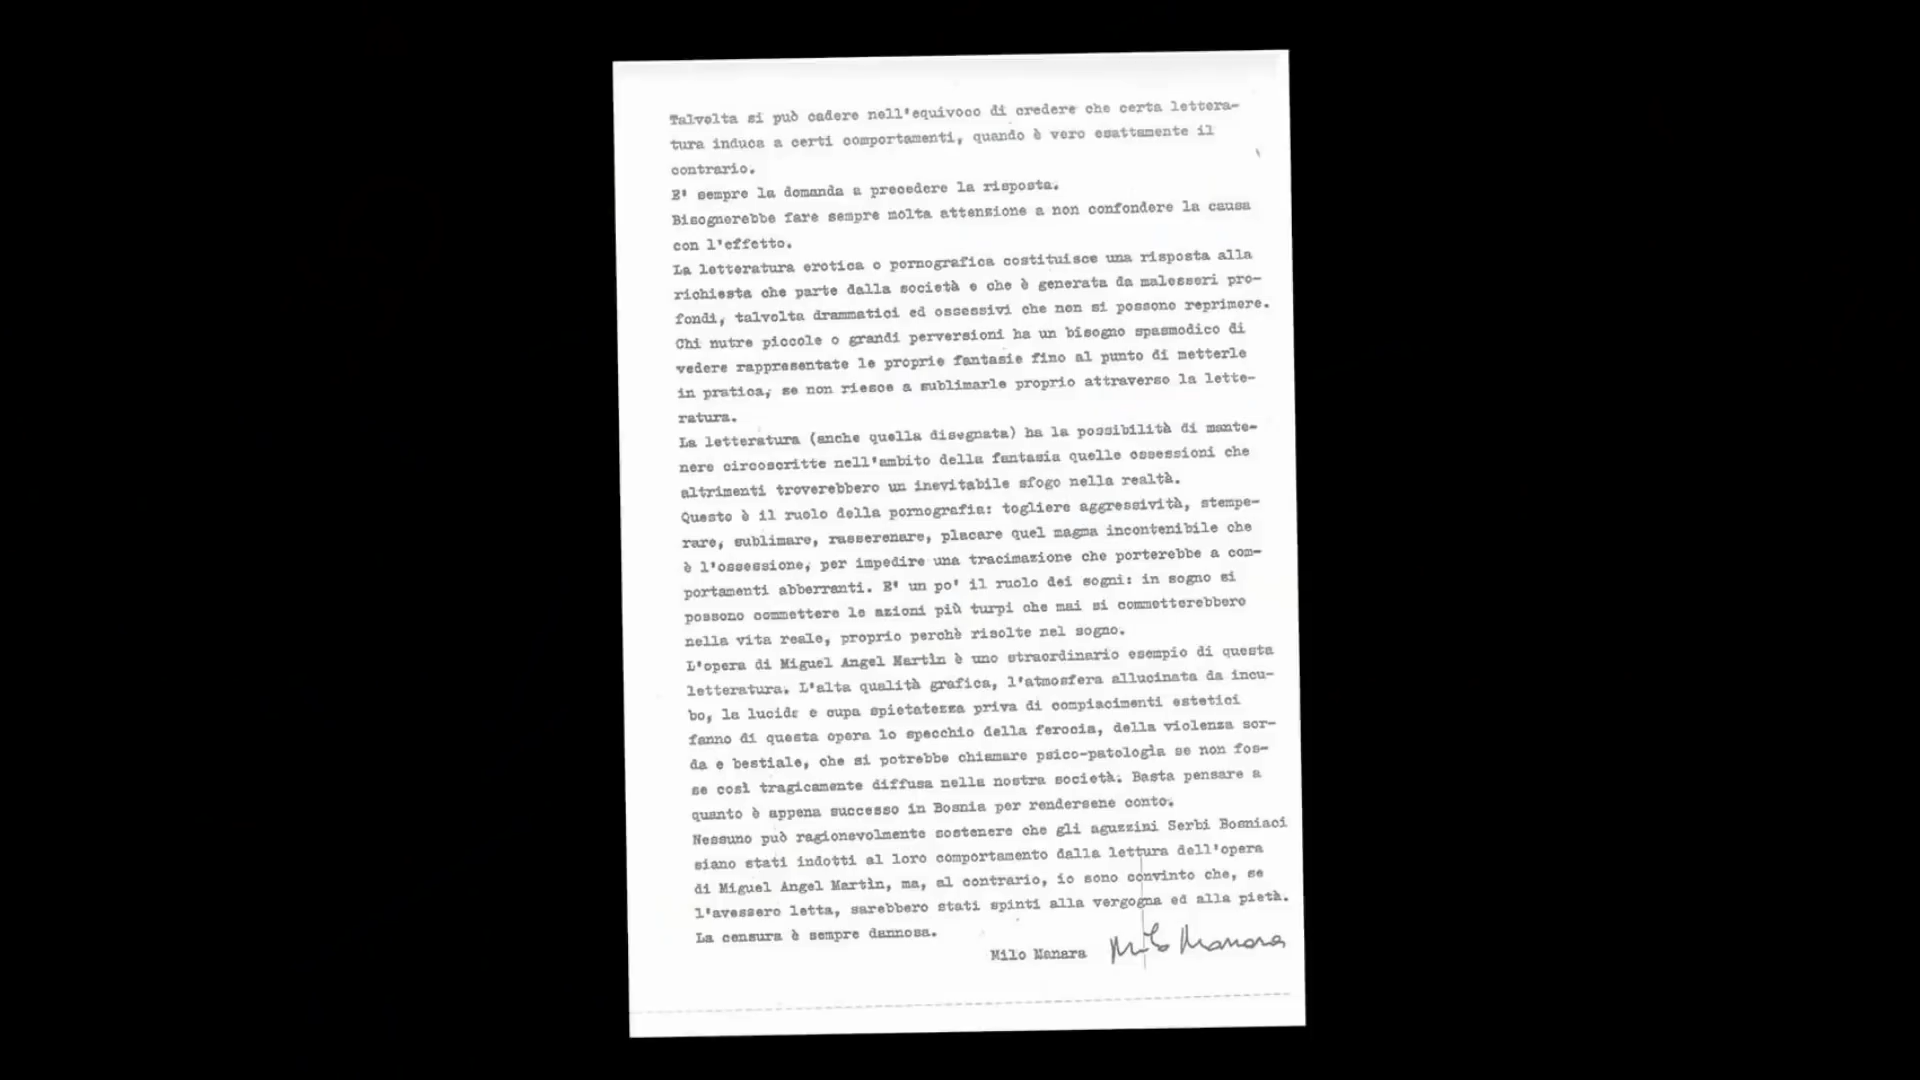 Talvolta si può cadere nell'equivoco di credere che certa lettera-
tura induca a certi comportamenti, quando è vero esattamente il
contrario.
E' sempre la domanda a precedere la risposta.
Bisognerebbe fare sempre molta attenzione a non confondere la causa
con l'effetto.
La letteratura erotica o pornografica costituisce una risposta alla
richiesta che parte dalla società e che è generata da malesseri pro-
fondi, talvolta drammatici ed ossessivi che non si possono reprimere.
Chi nutre piccole o grandi perversioni ha un bisogno spasmodico di
vedere rappresentate le proprie fantasie fino al punto di metterle
in pratica, se non riesce a sublimarle proprio attraverso la lette-
ratura.
La letteratura (anche quella disegnata) ha la possibilità di mante-
nere circoscritte nell'ambito della fantasia quelle ossessioni che
altrimenti troverebbero un inevitabile sfogo nella realtà.
Questo è il ruolo della pornografia: togliere aggressività, stempe-
rare, sublimare, rasserenare, placare quel magma incontenibile che
è l'ossessione, per impedire una tracimazione che porterebbe a com-
portamenti abberranti. E' un po' il ruolo dei sogni: in sogno si
possono commettere le azioni più turpi che mai si commetterebbero
nella vita reale, proprio perchè risolte nel sogno.
L'opera di Miguel Angel Martìn è uno straordinario esempio di questa
letteratura. L'alta qualità grafica, l'atmosfera allucinata da incu-
bo, la lucida e cupa spietatezza priva di compiacimenti estetici
fanno di questa opera lo specchio della ferocia, della violenza sor-
da e bestiale, che si potrebbe chiamare psico-patologìa se non fos-
se così tragicamente diffusa nella nostra società. Basta pensare a
quanto è appena successo in Bosnia per rendersene conto.
Nessuno può ragionevolmente sostenere che gli aguzzini Serbi Bosniaci
siano stati indotti al loro comportamento dalla lettura dell'opera
di Miguel Angel Martìn, ma, al contrario, io sono convinto che, se
l'avessero letta, sarebbero stati spinti alla vergogna ed alla pietà.
La censura è sempre dannosa.
Milo Manara Milo Manara